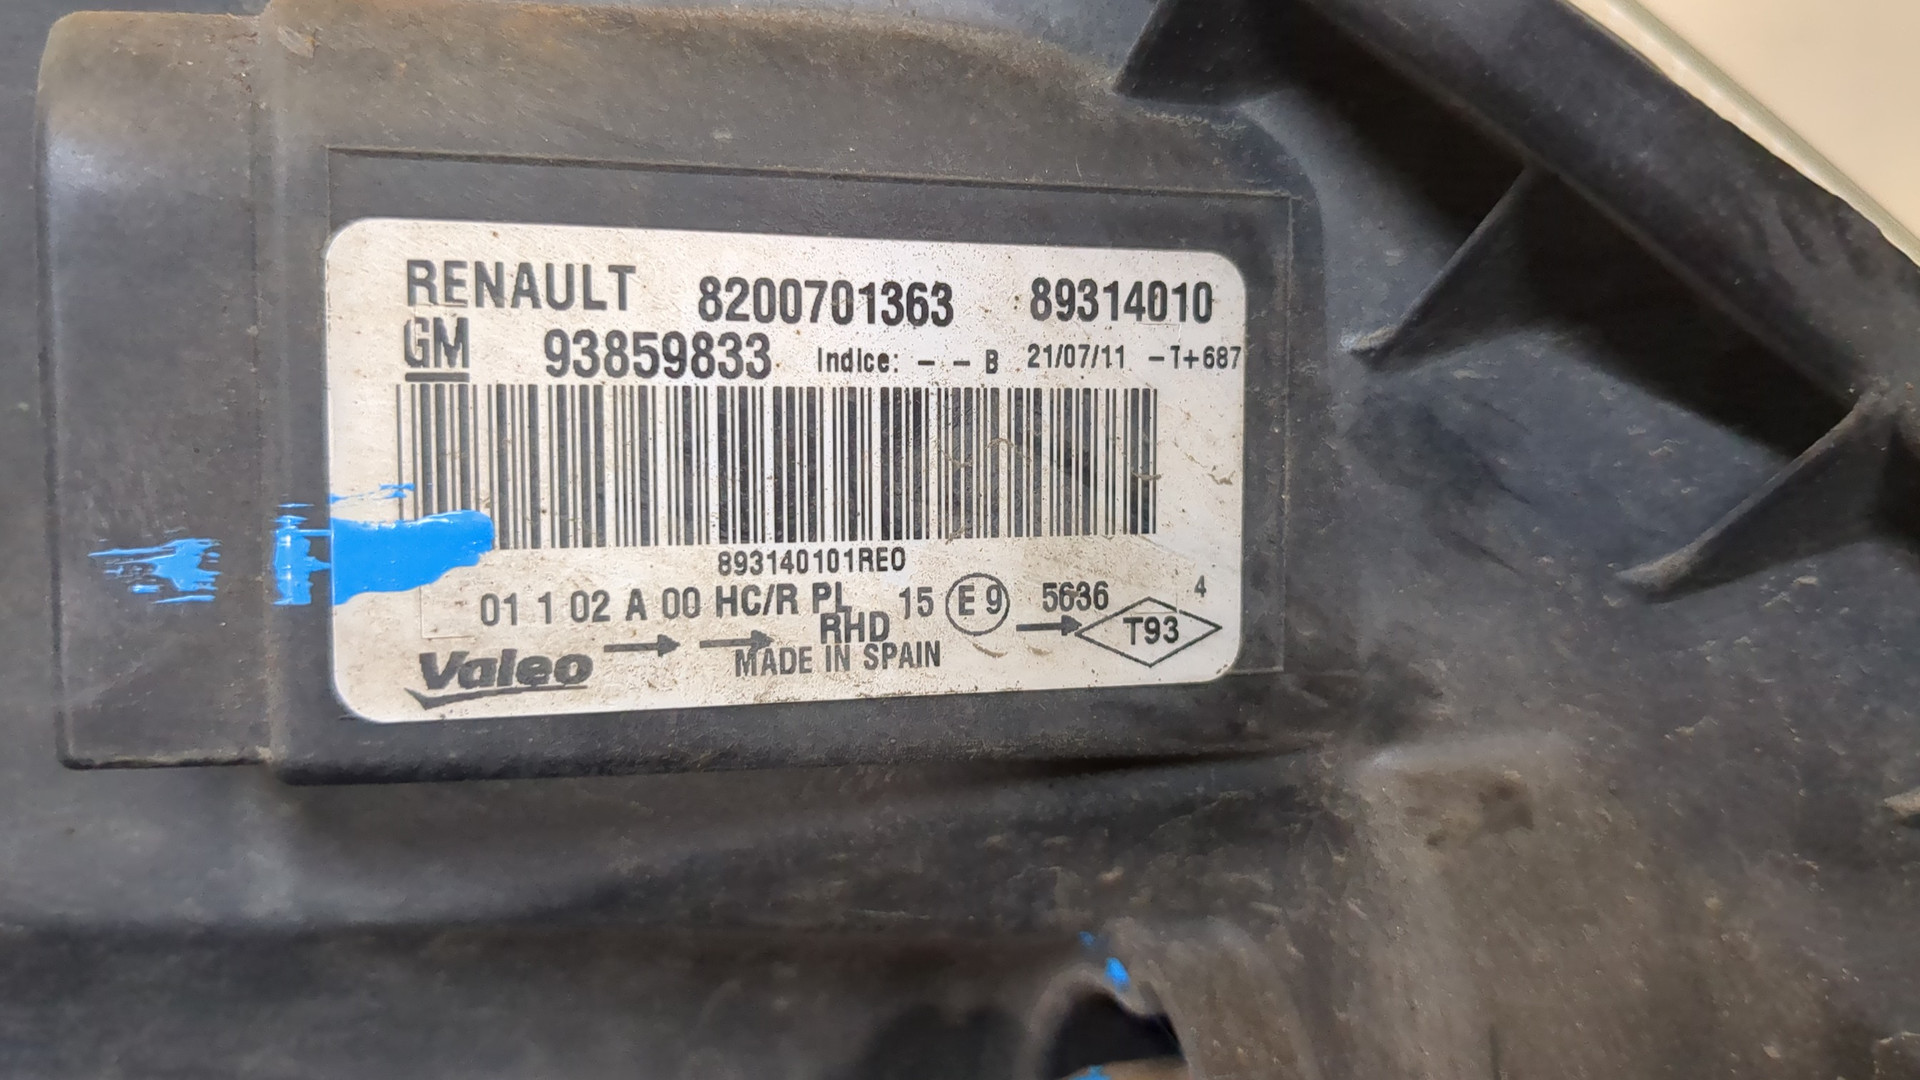 RENAULT 8200701363 89314010
GM 93859833 Indice: - - B 21/07/11 -T+687
893140101RE0
01 1 02 A 00 HC/R PL 15 E 9 5636 4
RHD T93
Valeo MADE IN SPAIN